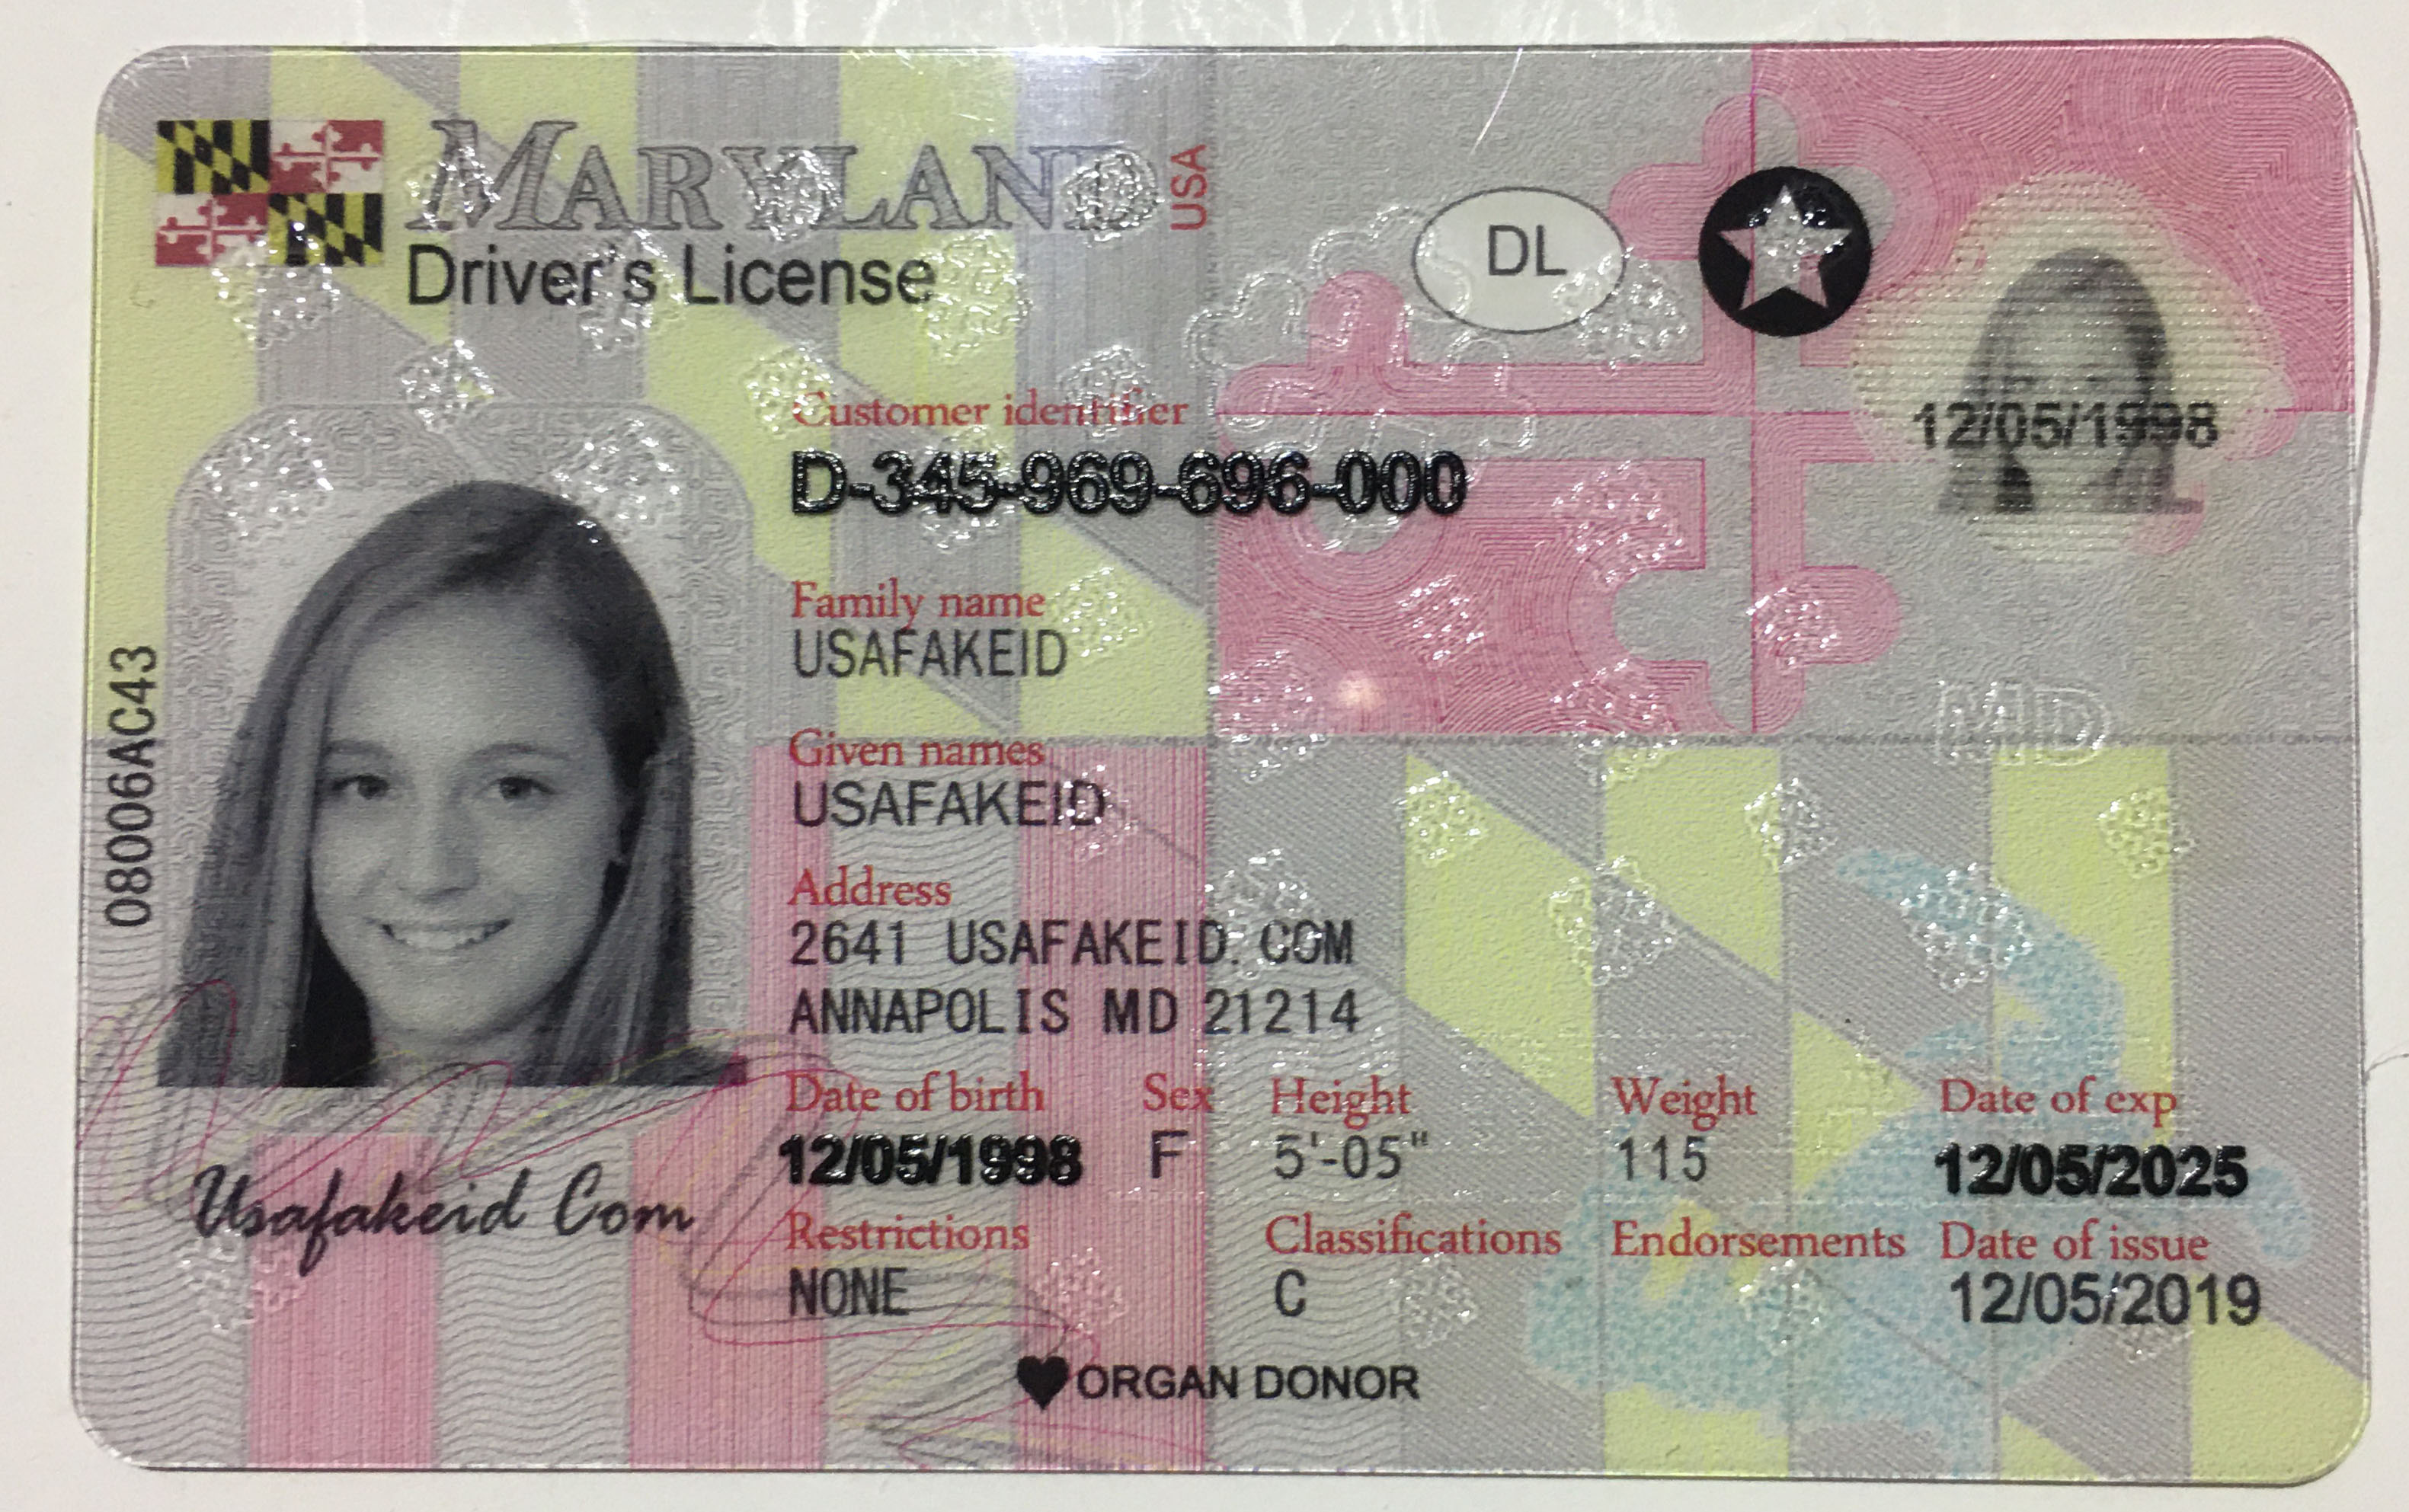 MARYLAND USA
Driver's License
DL
Customer identifier
D-345-969-696-000
12/05/1998
Family name
USAFAKEID
Given names
USAFAKEID
MD
Address
2641 USAFAKEID.COM
ANNAPOLIS MD 21214
08006AC43
Date of birth Sex Height Weight Date of exp
12/05/1998 F 5'-05" 115 12/05/2025
Usafakeid Com
Restrictions Classifications Endorsements Date of issue
NONE C 12/05/2019
ORGAN DONOR